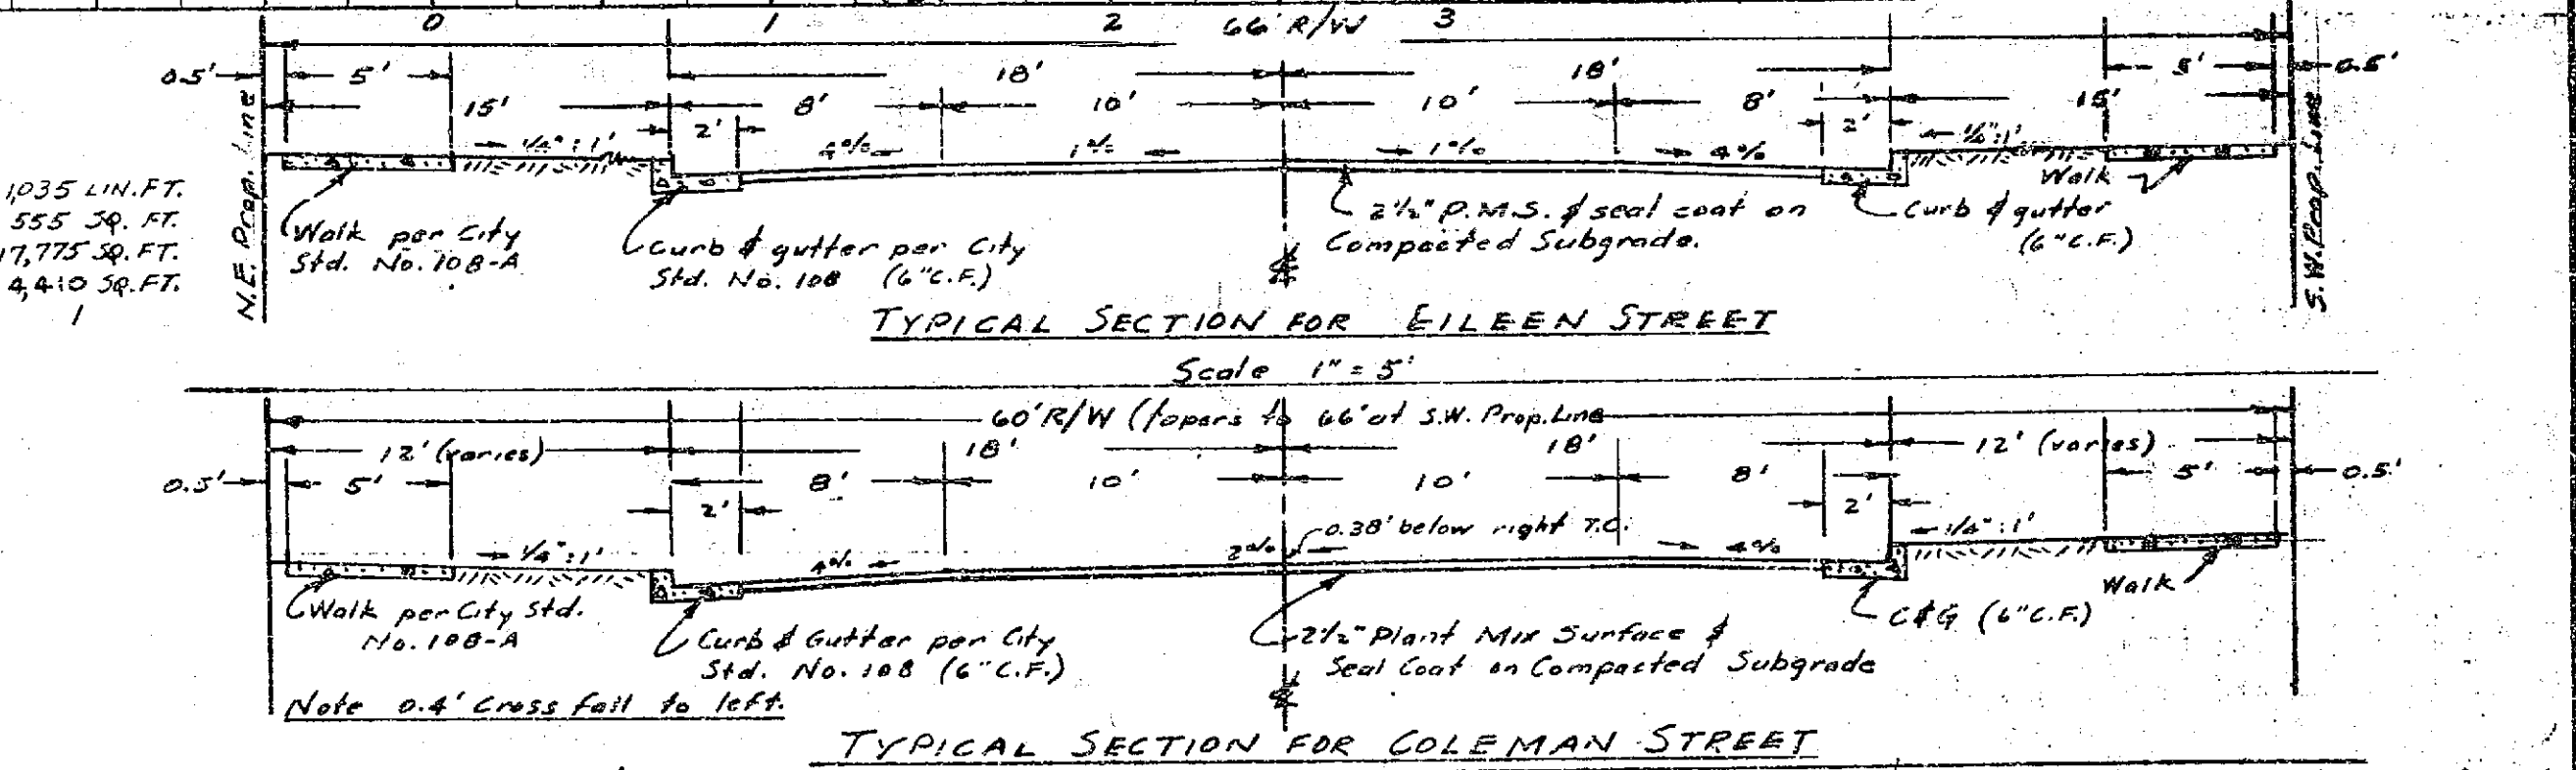 0 1 2 66' R/W 3
0.5' 5' 18' 18' 5' 0.5'
15' 8' 10' 10' 8' 15'
2' 2'
1/4":1' 4% 1% 1% 4% 1/4":1'
N.E. Prop. Line
S.W. Prop. Line
1,035 LIN.FT.
555 SQ. FT.
17,775 SQ. FT.
4,410 SQ. FT.
1
Walk per City
Std. No. 108-A
Curb & gutter per City
Std. No. 108 (6"C.F.)
2½" P.M.S. & seal coat on
Compacted Subgrade.
Curb & gutter
(6"C.F.)
Walk
TYPICAL SECTION FOR EILEEN STREET
Scale 1" = 5'
60' R/W (tapers to 66' at S.W. Prop. Line
12' (varies) 18' 18' 12' (varies)
0.5' 5' 8' 10' 10' 8' 5' 0.5'
2' 2'
0.38' below right T.C.
1/4":1' 4% 2% 4% 1/4":1'
Walk per City Std.
No. 108-A
Curb & Gutter per City
Std. No. 108 (6"C.F.)
2½" Plant Mix Surface &
Seal Coat on Compacted Subgrade
C&G (6"C.F.)
Walk
Note 0.4' Cross fall to left.
TYPICAL SECTION FOR COLEMAN STREET